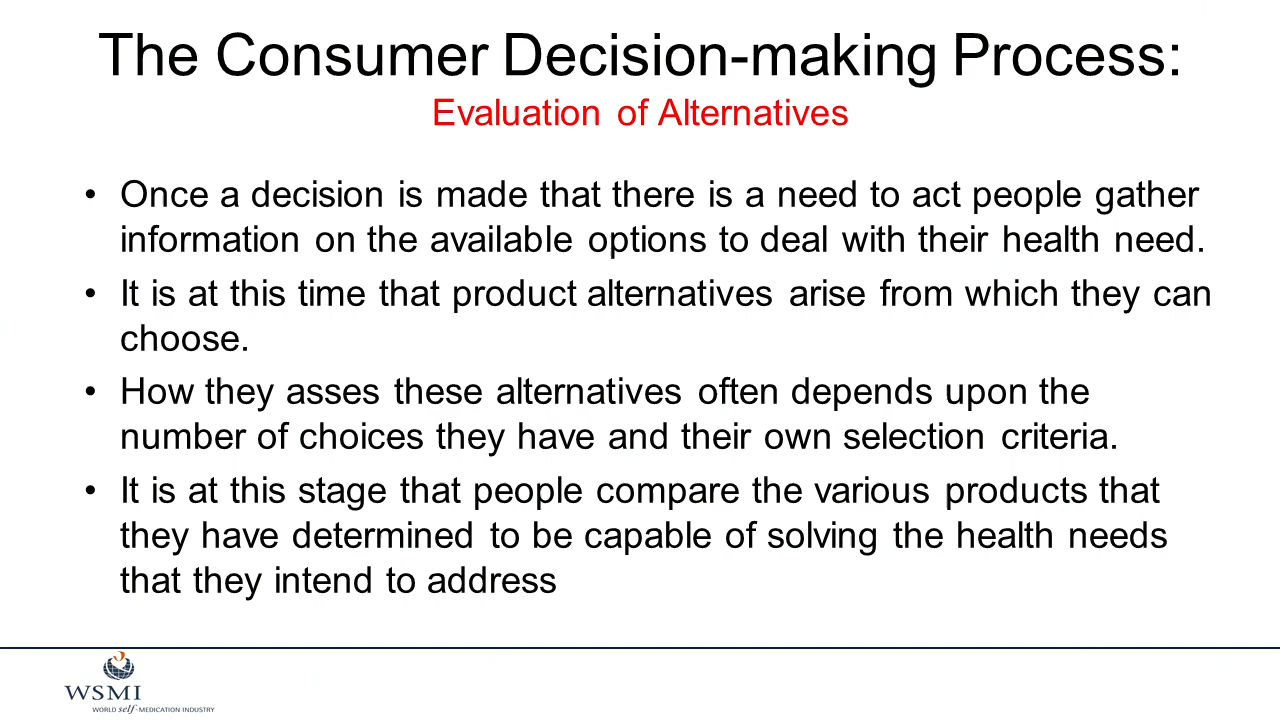 The Consumer Decision-making Process:
Evaluation of Alternatives
• Once a decision is made that there is a need to act people gather
information on the available options to deal with their health need.
• It is at this time that product alternatives arise from which they can
choose.
• How they asses these alternatives often depends upon the
number of choices they have and their own selection criteria.
• It is at this stage that people compare the various products that
they have determined to be capable of solving the health needs
that they intend to address
WSMI
WORLD self-MEDICATION INDUSTRY